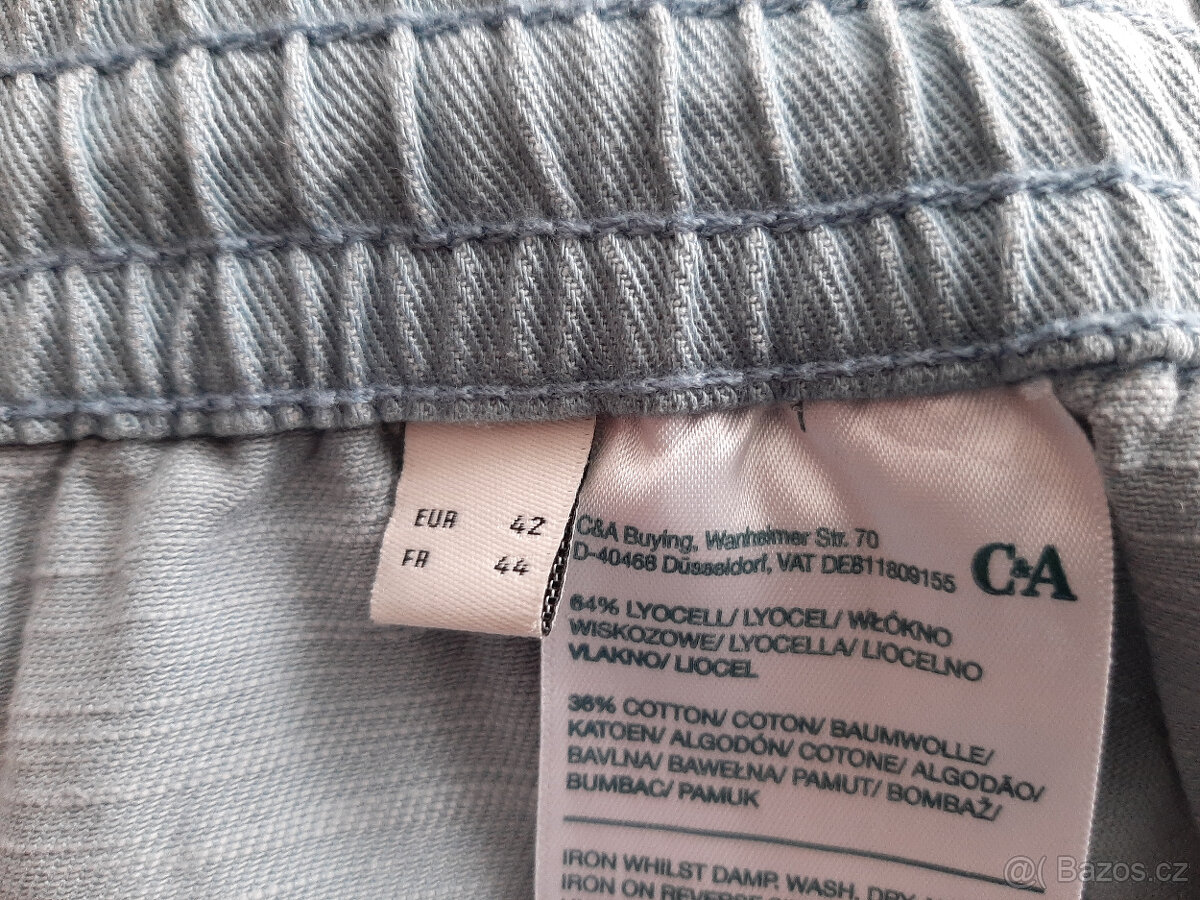 EUR 42
FR 44
C&A Buying, Wanheimer Str. 70
D-40468 Düsseldorf, VAT DE811809155
C&A
64% LYOCELL/ LYOCEL/ WŁÓKNO
WISKOZOWE/ LYOCELLA/ LIOCELNO
VLAKNO/ LIOCEL
36% COTTON/ COTON/ BAUMWOLLE/
KATOEN/ ALGODÓN/ COTONE/ ALGODÃO/
BAVLNA/ BAWEŁNA/ PAMUT/ BOMBAŽ/
BUMBAC/ PAMUK
IRON WHILST DAMP. WASH, DRY
IRON ON REVERSE
Bazos.cz